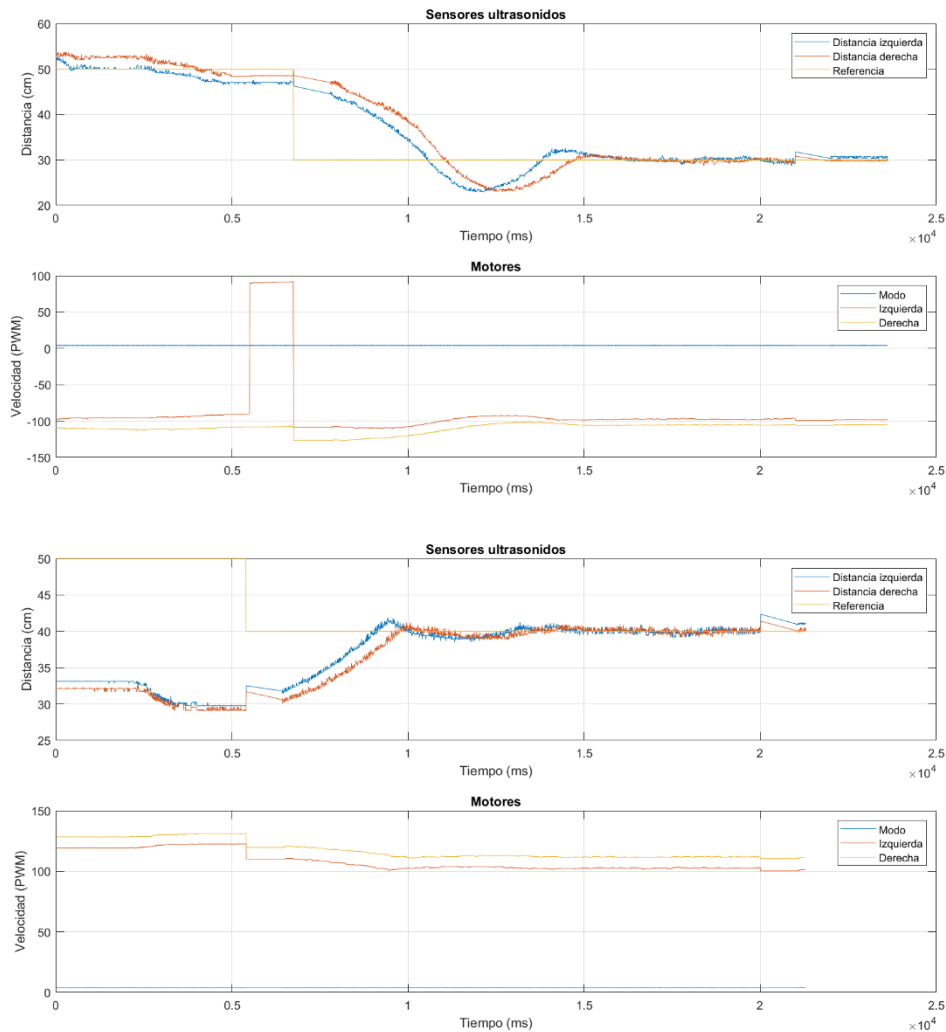 Sensores ultrasonidos
60
50
40
30
20
Distancia (cm)
Distancia izquierda
Distancia derecha
Referencia
0 0.5 1 1.5 2 2.5
Tiempo (ms)
×10⁴
Motores
100
50
0
-50
-100
-150
Velocidad (PWM)
Modo
Izquierda
Derecha
0 0.5 1 1.5 2 2.5
Tiempo (ms)
×10⁴
Sensores ultrasonidos
50
45
40
35
30
25
Distancia (cm)
Distancia izquierda
Distancia derecha
Referencia
0 0.5 1 1.5 2 2.5
Tiempo (ms)
×10⁴
Motores
150
100
50
0
Velocidad (PWM)
Modo
Izquierda
Derecha
0 0.5 1 1.5 2 2.5
Tiempo (ms)
×10⁴